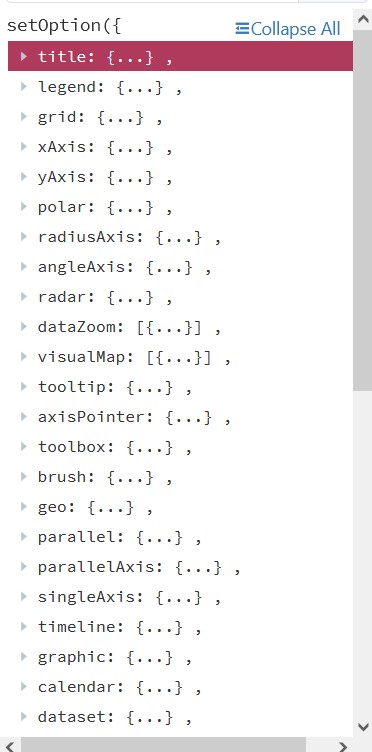 setOption({
Collapse All
title: {...} ,
legend: {...} ,
grid: {...} ,
xAxis: {...} ,
yAxis: {...} ,
polar: {...} ,
radiusAxis: {...} ,
angleAxis: {...} ,
radar: {...} ,
dataZoom: [{...}] ,
visualMap: [{...}] ,
tooltip: {...} ,
axisPointer: {...} ,
toolbox: {...} ,
brush: {...} ,
geo: {...} ,
parallel: {...} ,
parallelAxis: {...} ,
singleAxis: {...} ,
timeline: {...} ,
graphic: {...} ,
calendar: {...} ,
dataset: {...} ,